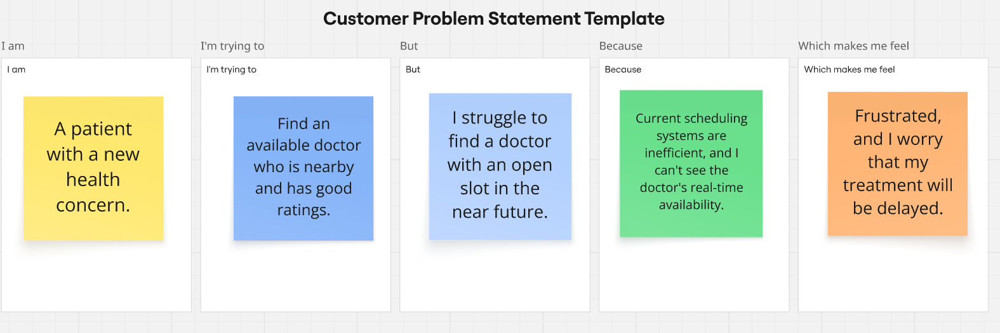 Customer Problem Statement Template
I am
I'm trying to
But
Because
Which makes me feel
I am
I'm trying to
But
Because
Which makes me feel
A patient
with a new
health
concern.
Find an
available doctor
who is nearby
and has good
ratings.
I struggle to
find a doctor
with an open
slot in the
near future.
Current scheduling
systems are
inefficient, and I
can't see the
doctor's real-time
availability.
Frustrated,
and I worry
that my
treatment will
be delayed.